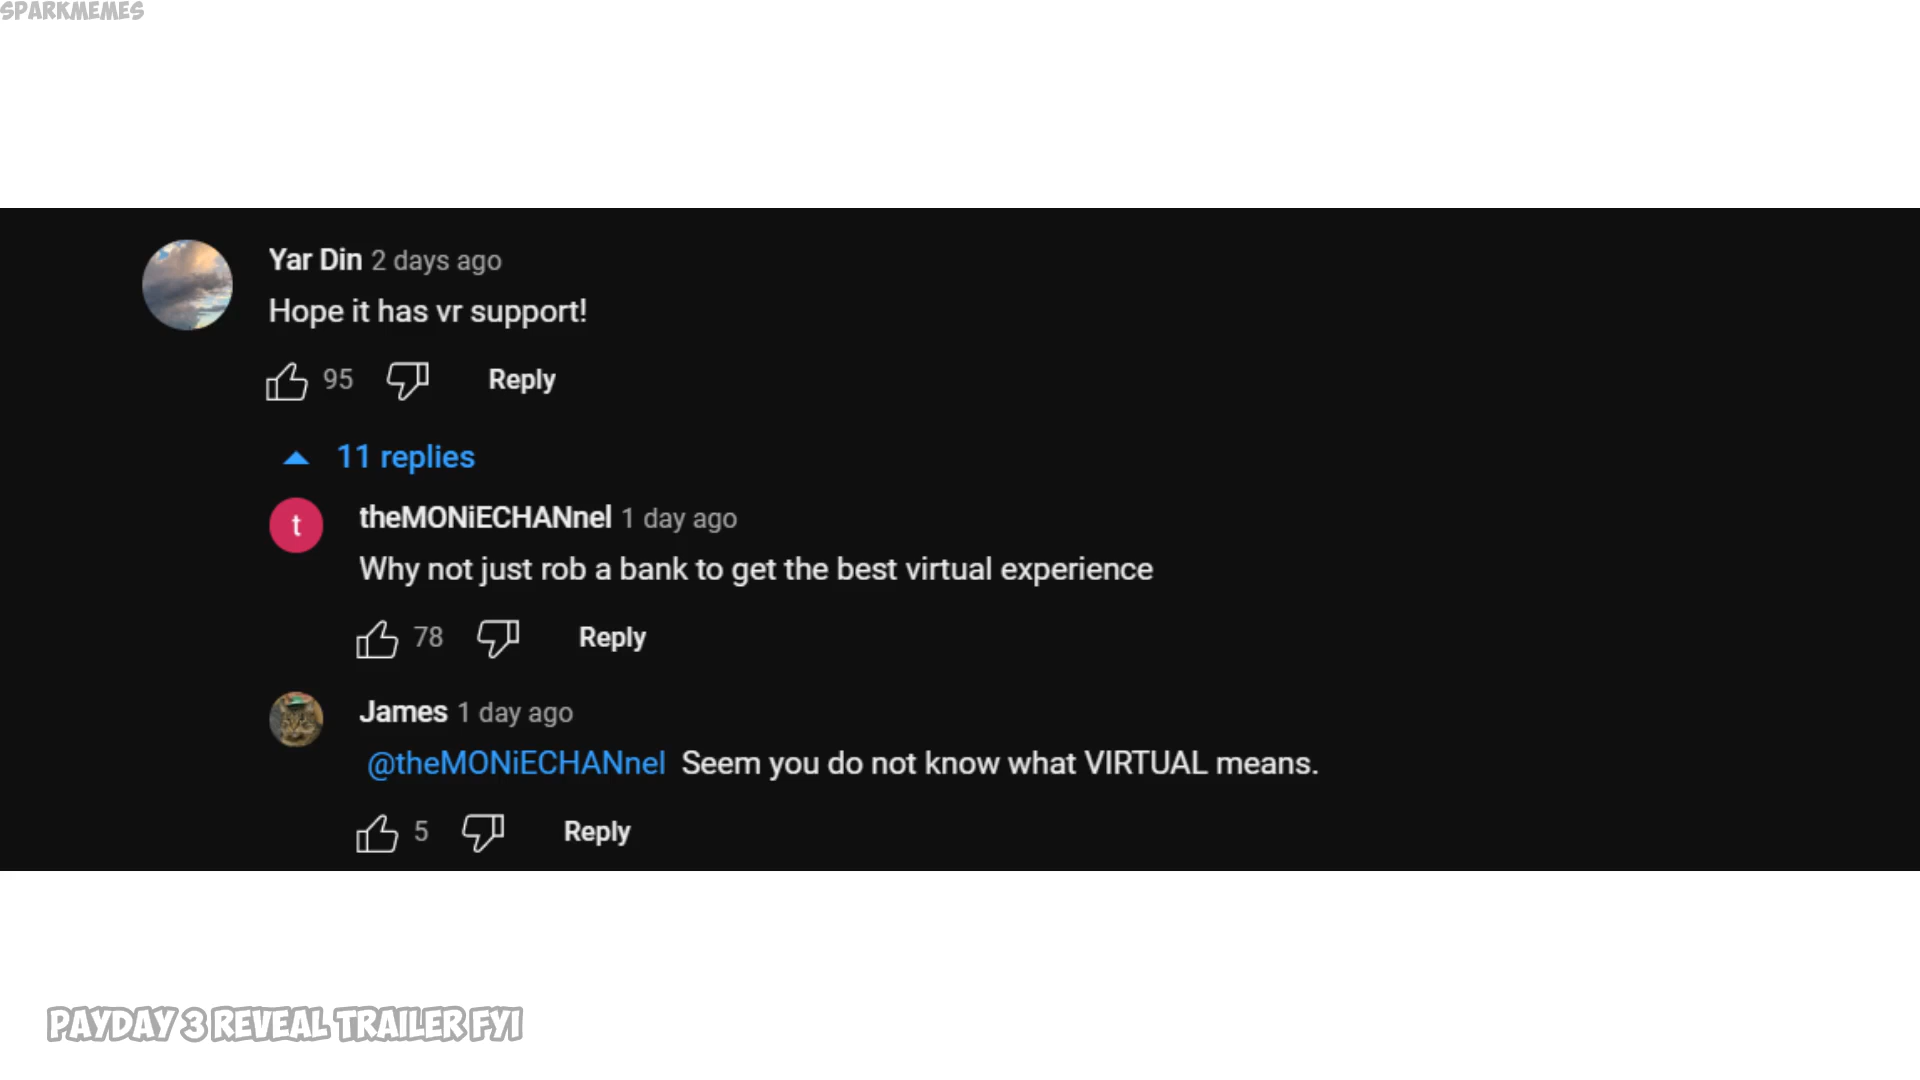 SPARKMEMES
Yar Din 2 days ago
Hope it has vr support!
95 Reply
11 replies
t
theMONiECHANnel 1 day ago
Why not just rob a bank to get the best virtual experience
78 Reply
James 1 day ago
@theMONiECHANnel Seem you do not know what VIRTUAL means.
5 Reply
PAYDAY 3 REVEAL TRAILER FYI